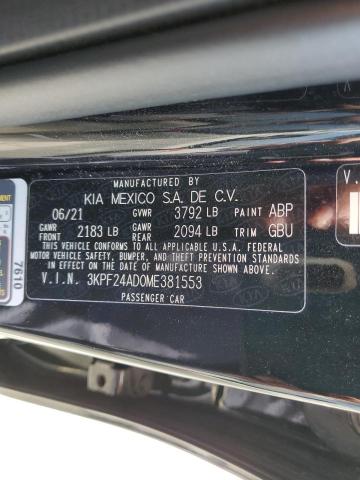 MANUFACTURED BY
KIA MEXICO S.A. DE C.V.
06/21 GVWR 3792 LB PAINT ABP
GAWR FRONT 2183 LB GAWR REAR 2094 LB TRIM GBU
THIS VEHICLE CONFORMS TO ALL APPLICABLE U.S.A. FEDERAL
MOTOR VEHICLE SAFETY, BUMPER, AND THEFT PREVENTION STANDARDS
IN EFFECT ON THE DATE OF MANUFACTURE SHOWN ABOVE.
V.I.N. 3KPF24AD0ME381553
PASSENGER CAR
7610
V.